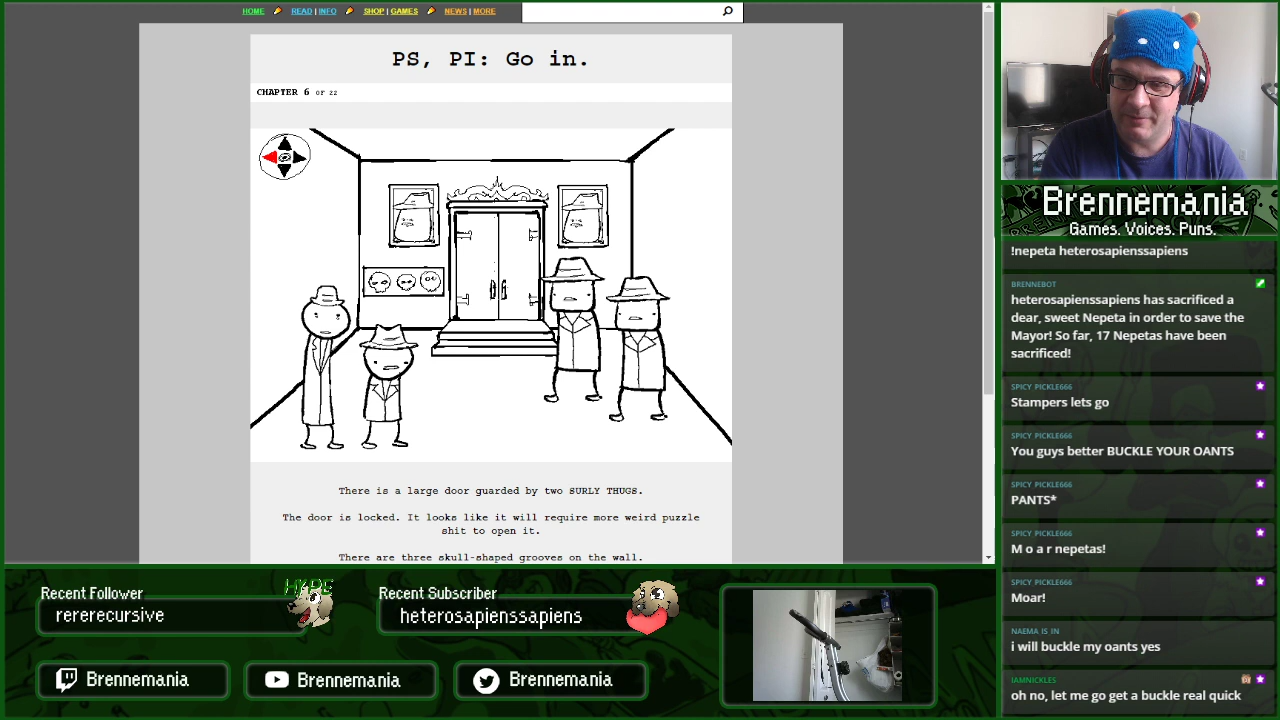 HOME READ | INFO SHOP | GAMES NEWS | MORE
PS, PI: Go in.
CHAPTER 6 OF 22
There is a large door guarded by two SURLY THUGS.
The door is locked. It looks like it will require more weird puzzle
shit to open it.
There are three skull-shaped grooves on the wall.
Brennemania
Games. Voices. Puns.
!nepeta heterosapienssapiens
BRENNEBOT
heterosapienssapiens has sacrificed a
dear, sweet Nepeta in order to save the
Mayor! So far, 17 Nepetas have been
sacrificed!
SPICY PICKLE666
Stampers lets go
SPICY PICKLE666
You guys better BUCKLE YOUR OANTS
SPICY PICKLE666
PANTS*
SPICY PICKLE666
M o a r nepetas!
SPICY PICKLE666
Moar!
NAEMA IS IN
i will buckle my oants yes
IAMNICKLES
oh no, let me go get a buckle real quick
Recent Follower
rererecursive
HYPE
Recent Subscriber
heterosapienssapiens
Brennemania
Brennemania
Brennemania